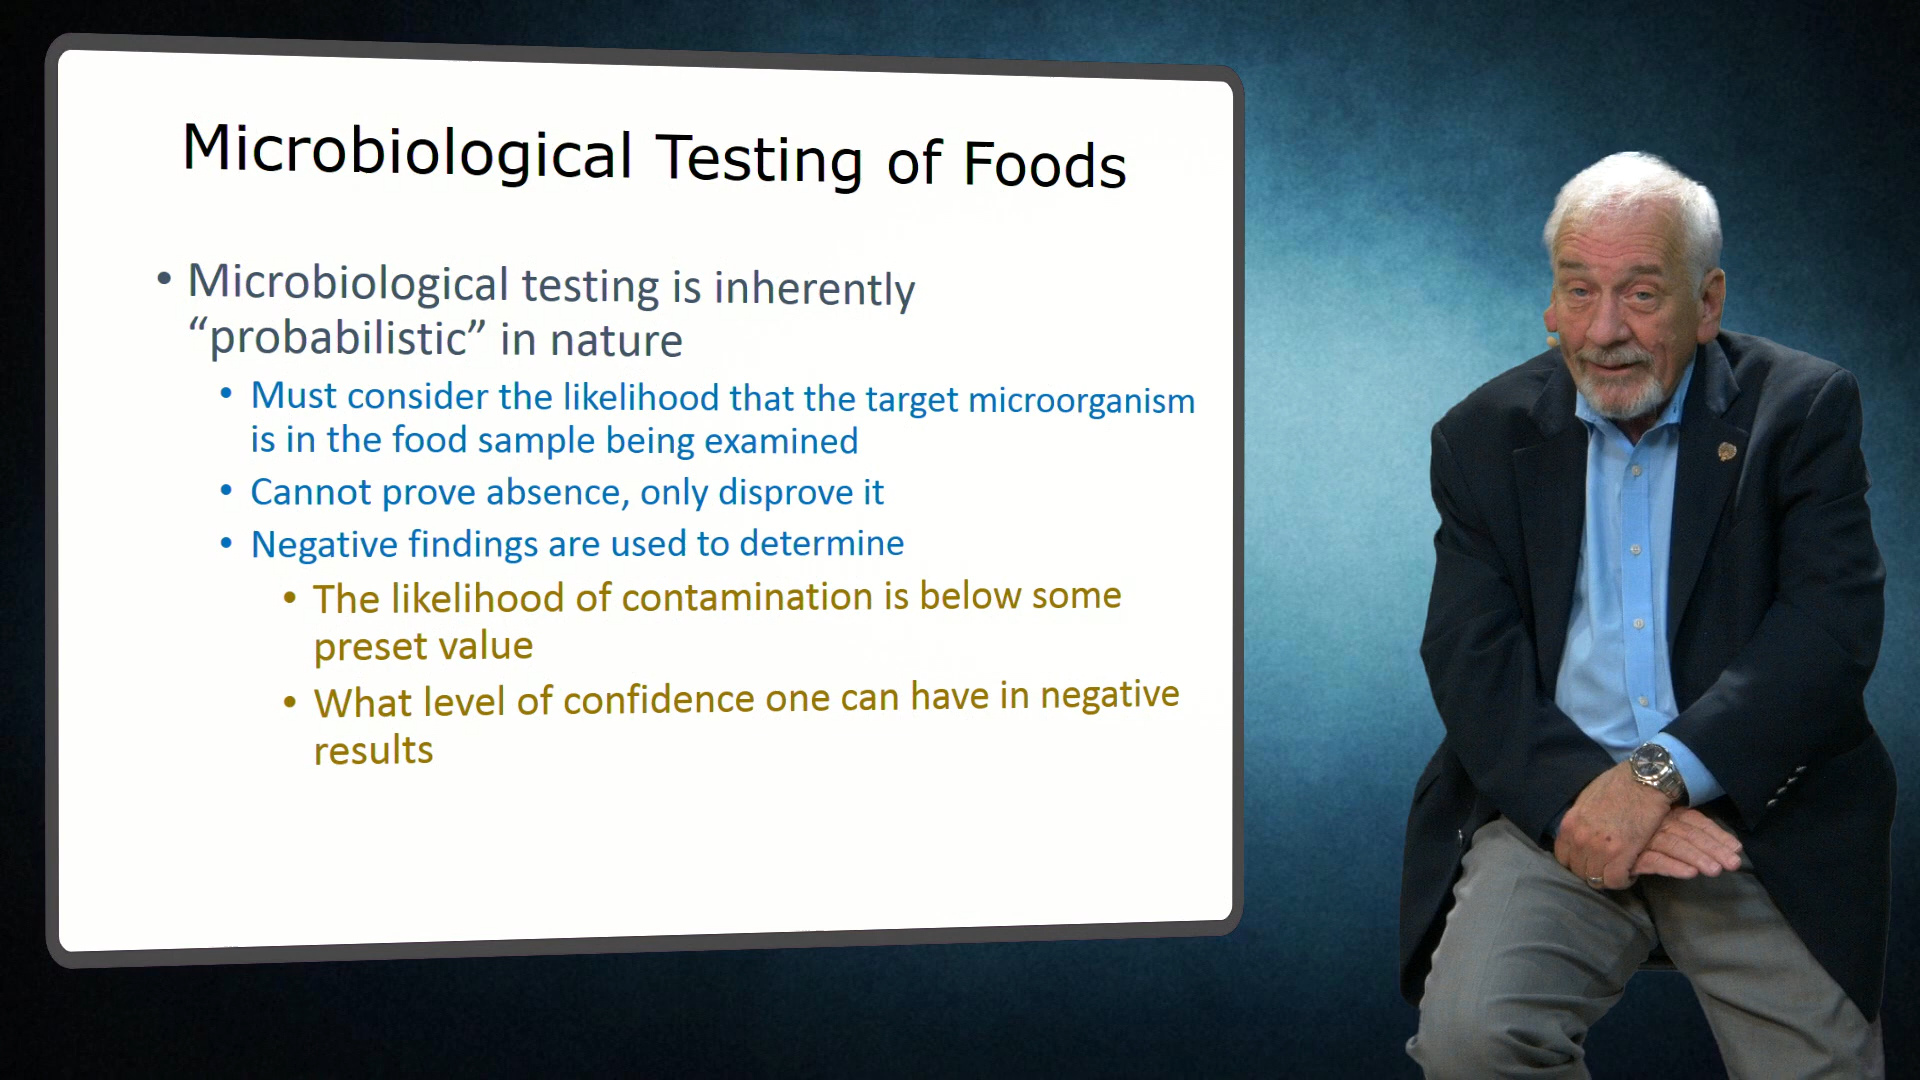 Microbiological Testing of Foods
• Microbiological testing is inherently
“probabilistic” in nature
• Must consider the likelihood that the target microorganism
is in the food sample being examined
• Cannot prove absence, only disprove it
• Negative findings are used to determine
• The likelihood of contamination is below some
preset value
• What level of confidence one can have in negative
results